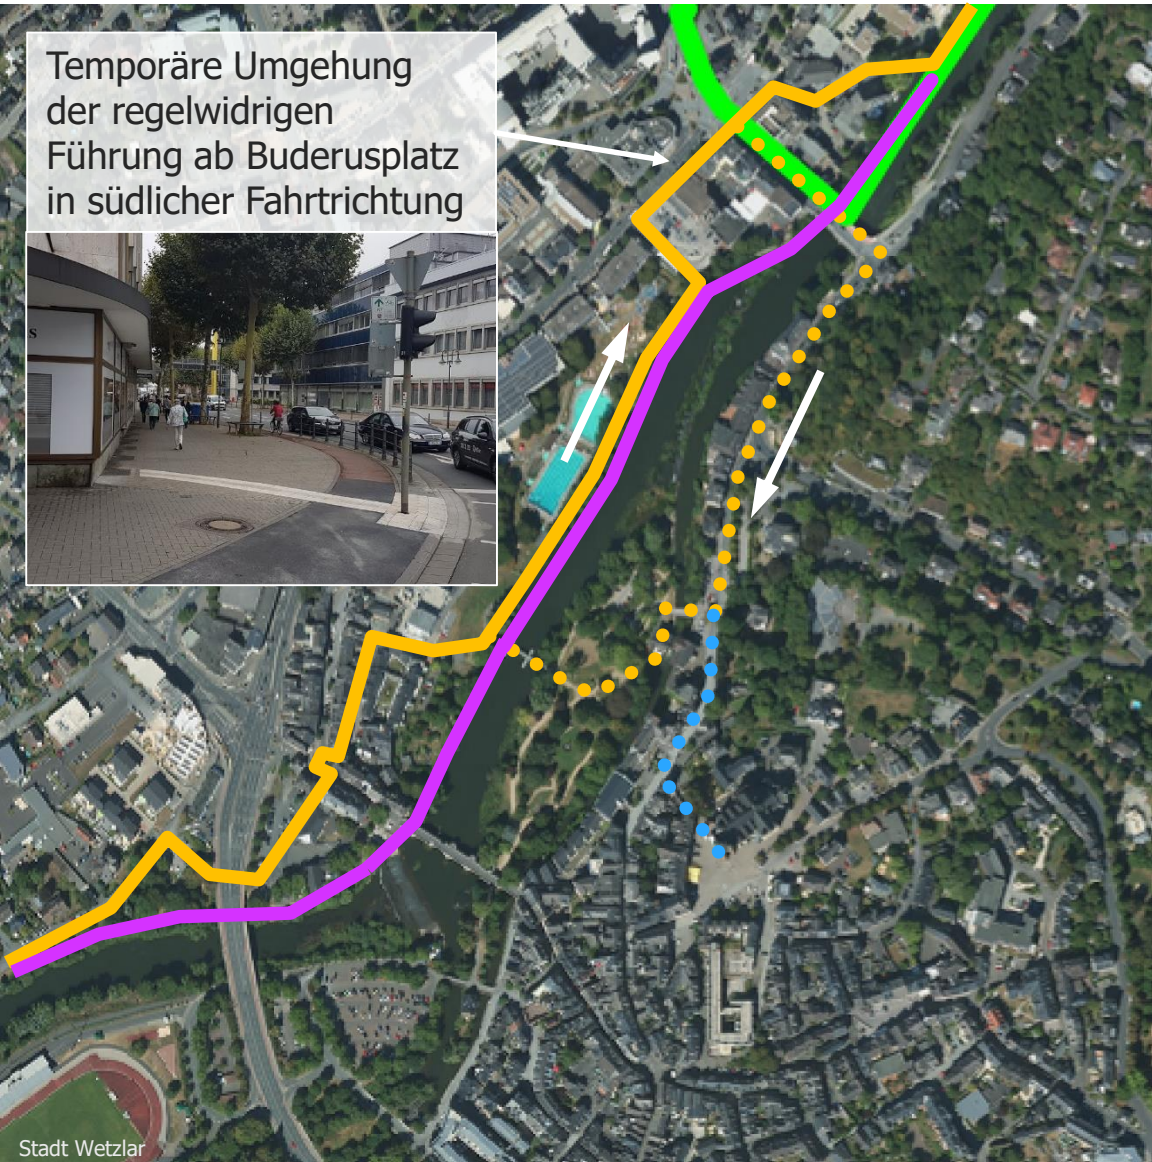 Temporäre Umgehung
der regelwidrigen
Führung ab Buderusplatz
in südlicher Fahrtrichtung
S
Stadt Wetzlar